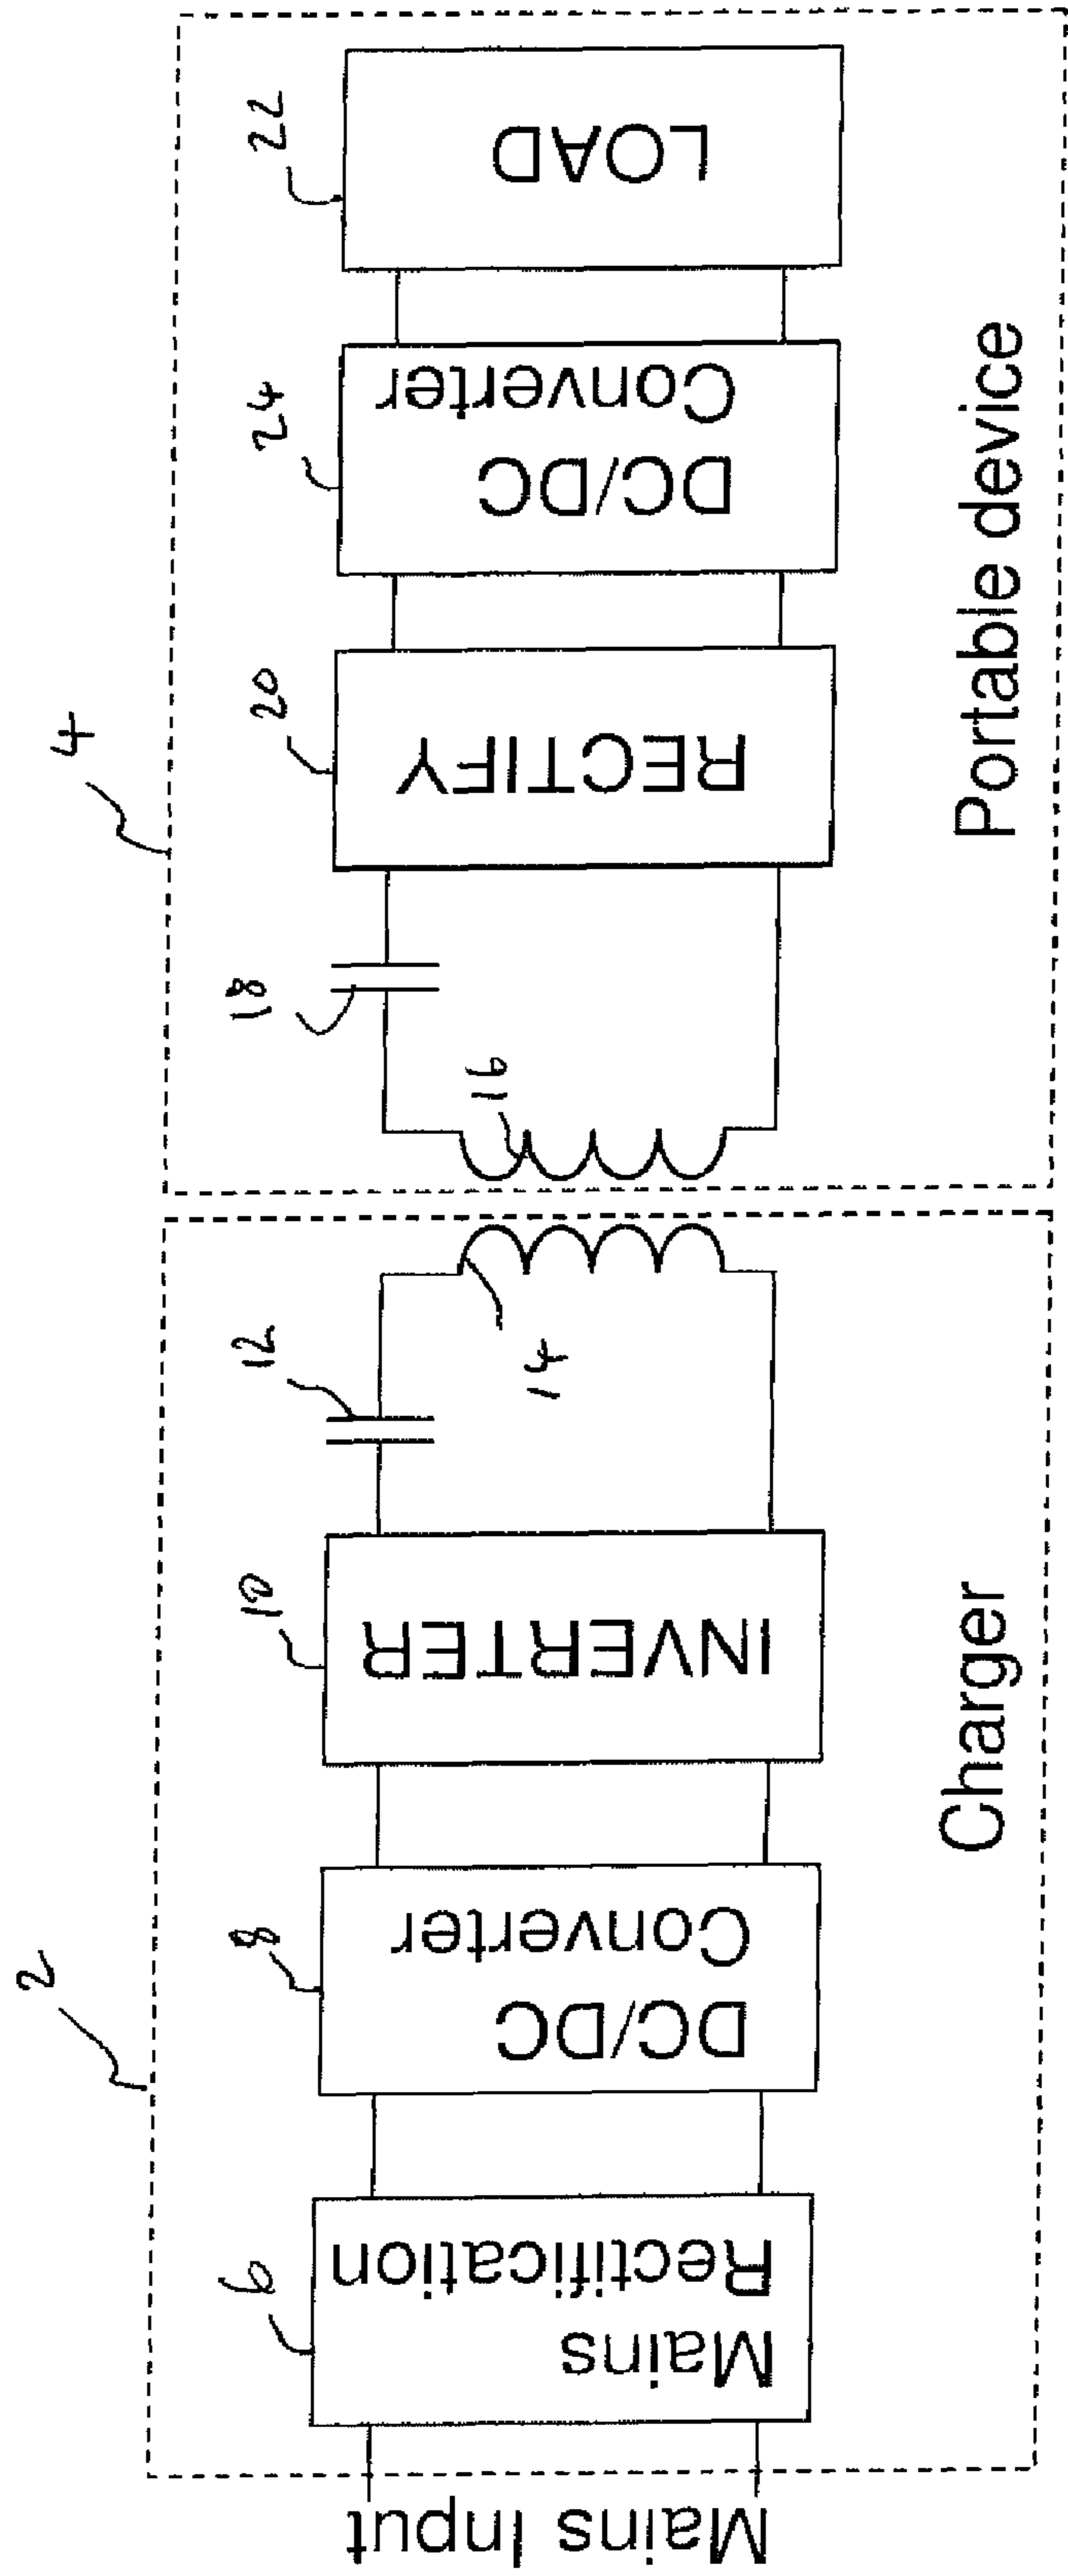 2
4
Mains Input
6
Mains
Rectification
8
DC/DC
Converter
10
INVERTER
12
14
16
18
20
RECTIFY
24
DC/DC
Converter
22
LOAD
Charger
Portable device